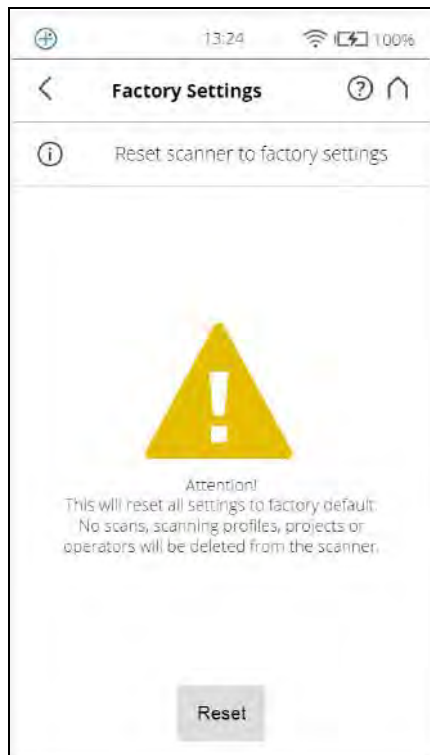 13:24 100%
Factory Settings
Reset scanner to factory settings
Attention!
This will reset all settings to factory default.
No scans, scanning profiles, projects or
operators will be deleted from the scanner.
Reset